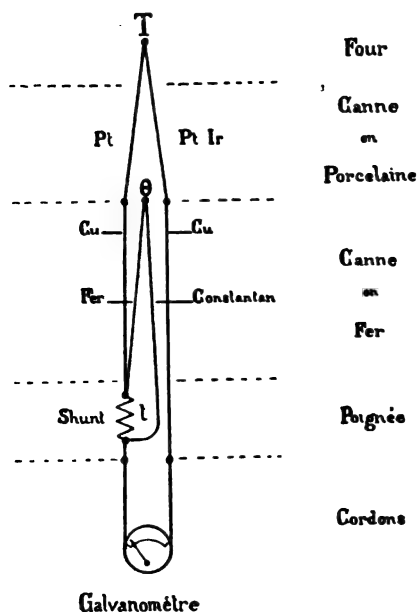 T
Four
Canne
en
Porcelaine
Pt
Pt Ir
θ
Cu
Cu
Fer
Constantan
Canne
en
Fer
Shunt
l
Poignée
Cordons
Galvanomètre